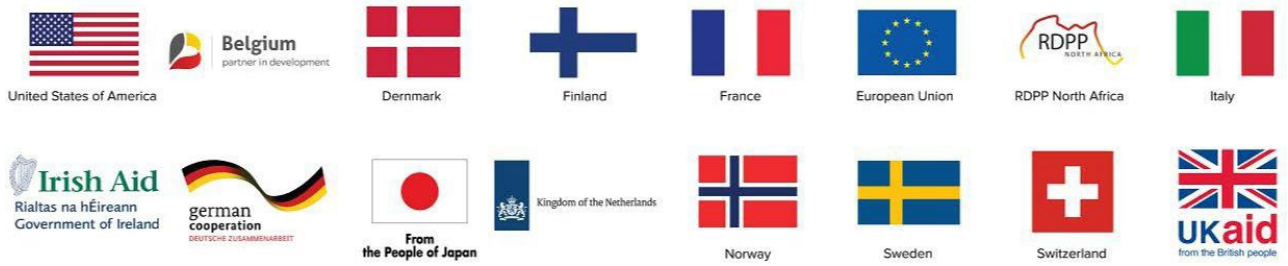 Belgium
partner in development
RDPP
NORTH AFRICA
United States of America
Dernmark
Finland
France
European Union
RDPP North Africa
Italy
Irish Aid
Rialtas na hÉireann
Government of Ireland
german
cooperation
DEUTSCHE ZUSAMMENARBEIT
From
the People of Japan
Kingdom of the Netherlands
Norway
Sweden
Switzerland
UKaid
from the British people